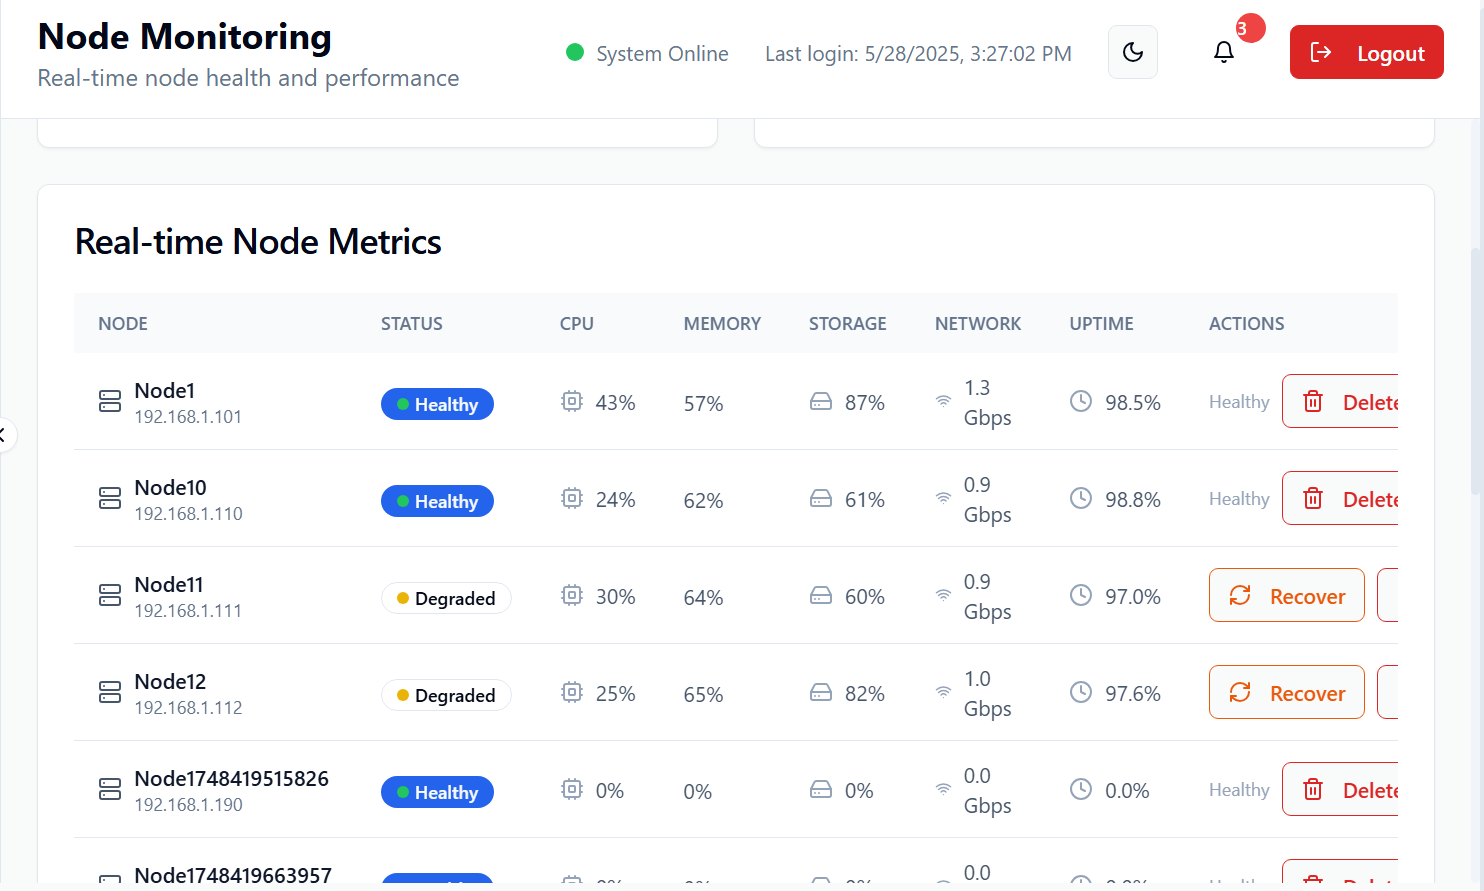 Node Monitoring
Real-time node health and performance
System Online
Last login: 5/28/2025, 3:27:02 PM
3
Logout
Real-time Node Metrics
NODE STATUS CPU MEMORY STORAGE NETWORK UPTIME ACTIONS
Node1
192.168.1.101
Healthy
43%
57%
87%
1.3
Gbps
98.5%
Healthy
Delete
Node10
192.168.1.110
Healthy
24%
62%
61%
0.9
Gbps
98.8%
Healthy
Delete
Node11
192.168.1.111
Degraded
30%
64%
60%
0.9
Gbps
97.0%
Recover
Node12
192.168.1.112
Degraded
25%
65%
82%
1.0
Gbps
97.6%
Recover
Node1748419515826
192.168.1.190
Healthy
0%
0%
0%
0.0
Gbps
0.0%
Healthy
Delete
Node1748419663957
0.0